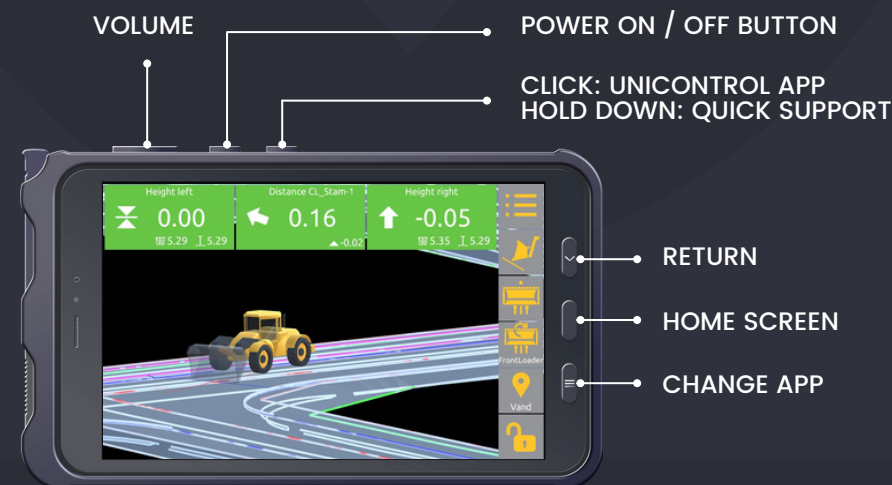 VOLUME
POWER ON / OFF BUTTON
CLICK: UNICONTROL APP
HOLD DOWN: QUICK SUPPORT
Height left
0.00
5.29 5.29
Distance CL_Stam-1
0.16
-0.02
Height right
-0.05
5.35 5.29
FrontLoader
Vand
RETURN
HOME SCREEN
CHANGE APP